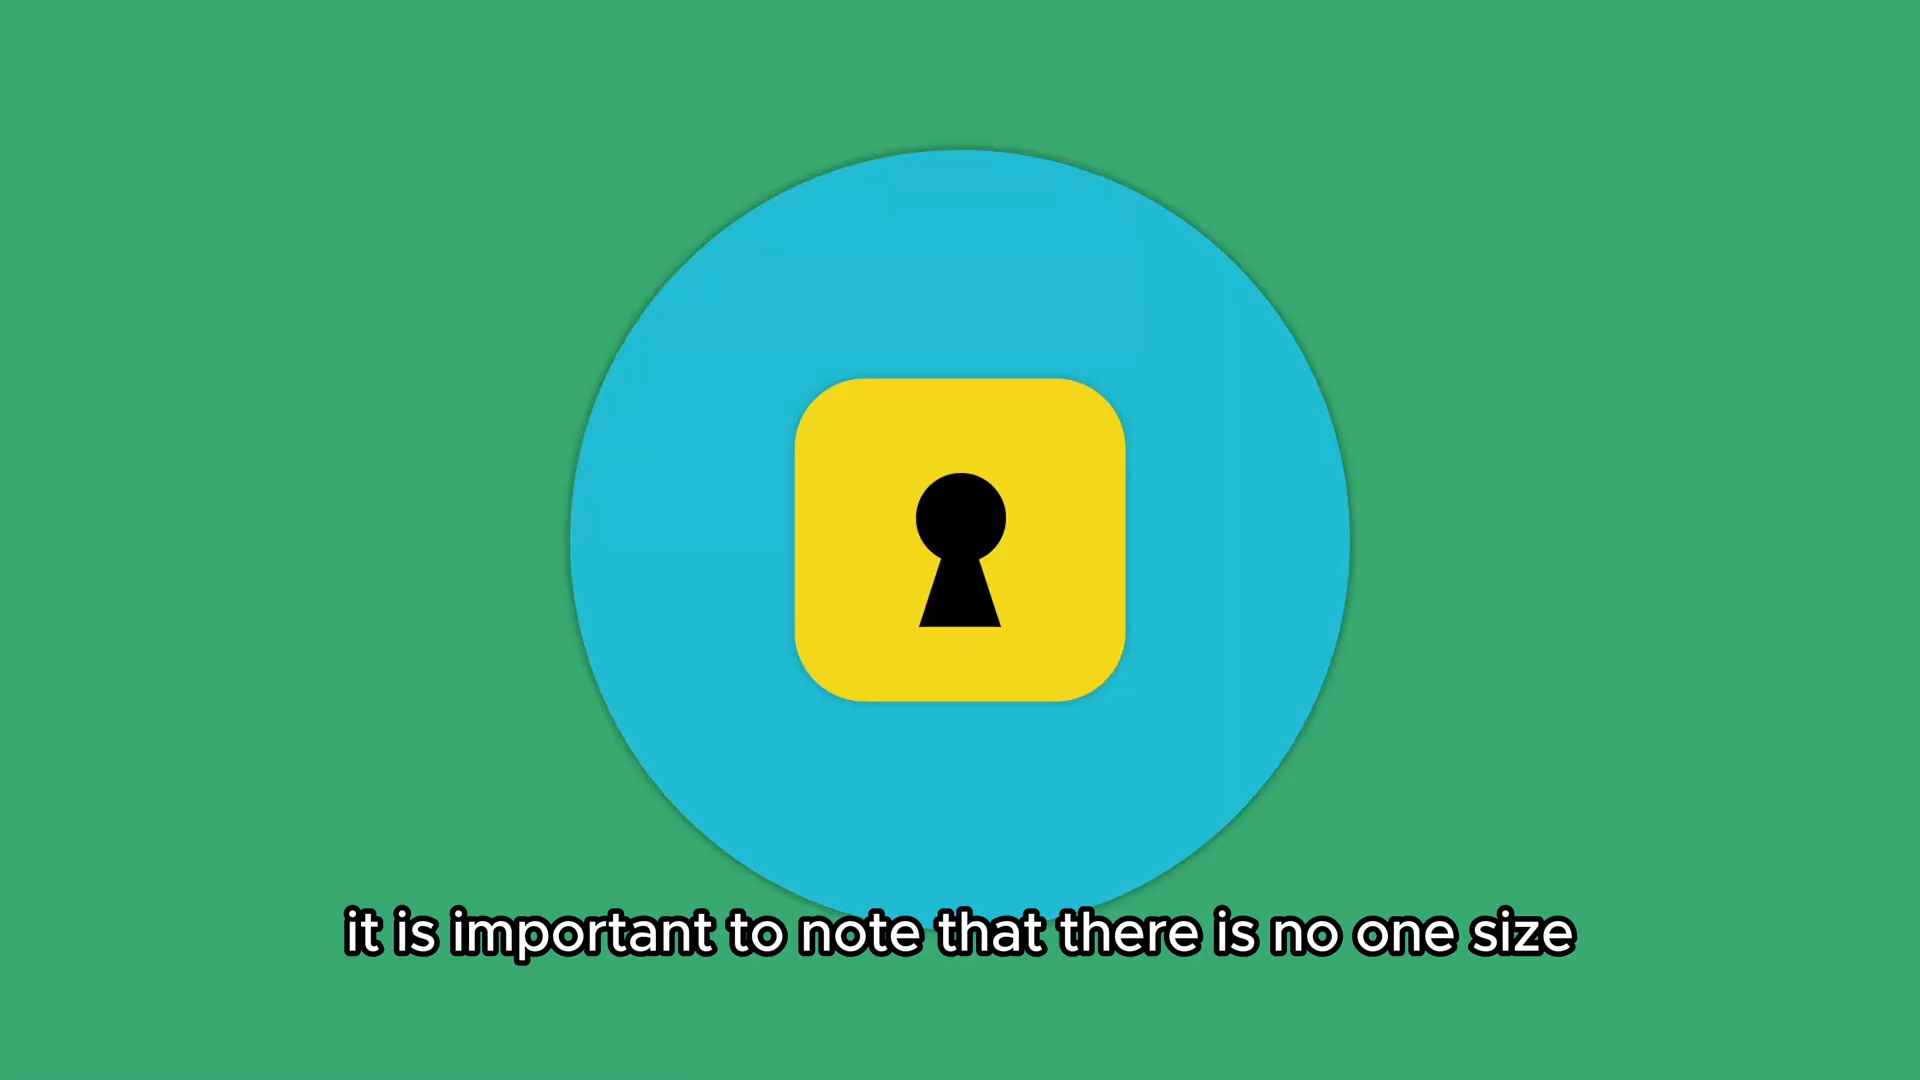 it is important to note that there is no one size